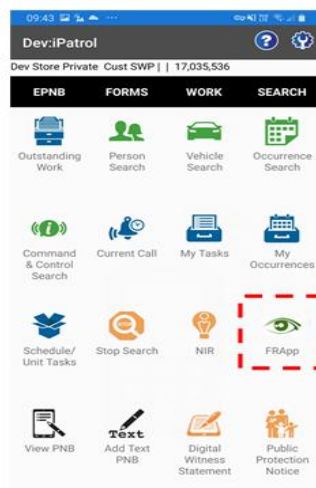 09:43
Dev:iPatrol
?
Dev Store Private Cust SWP | | 17,035,536
EPNB FORMS WORK SEARCH
Outstanding Work
Person Search
Vehicle Search
Occurrence Search
Command & Control Search
Current Call
My Tasks
My Occurrences
Schedule/ Unit Tasks
Stop Search
NIR
FRApp
View PNB
Text
Add Text PNB
Digital Witness Statement
Public Protection Notice